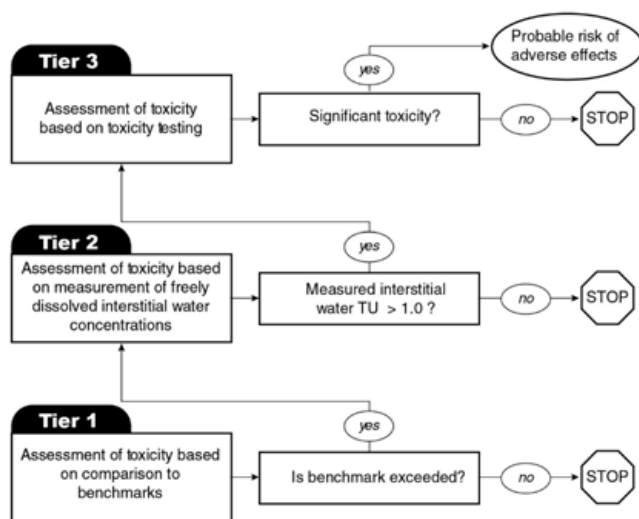 Tier 3
Assessment of toxicity
based on toxicity testing
Significant toxicity?
yes
Probable risk of
adverse effects
no
STOP
Tier 2
Assessment of toxicity based
on measurement of freely
dissolved interstitial water
concentrations
Measured interstitial
water TU > 1.0 ?
yes
no
STOP
Tier 1
Assessment of toxicity based
on comparison to
benchmarks
Is benchmark exceeded?
yes
no
STOP